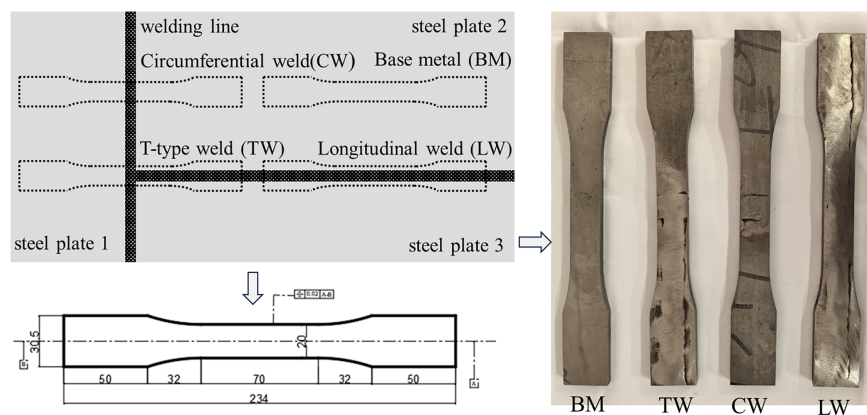 welding line
steel plate 2
Circumferential weld(CW)
Base metal (BM)
T-type weld (TW)
Longitudinal weld (LW)
steel plate 1
steel plate 3
0.02 A-B
30.5
20
B
A
50 32 70 32 50
234
BM TW CW LW